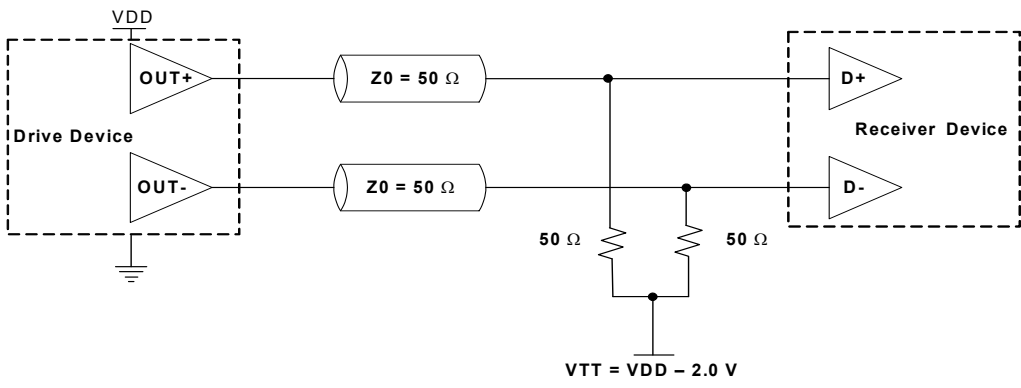 VDD
OUT+
Z0 = 50 Ω
D+
Drive Device
Receiver Device
OUT-
Z0 = 50 Ω
D-
50 Ω
50 Ω
VTT = VDD – 2.0 V